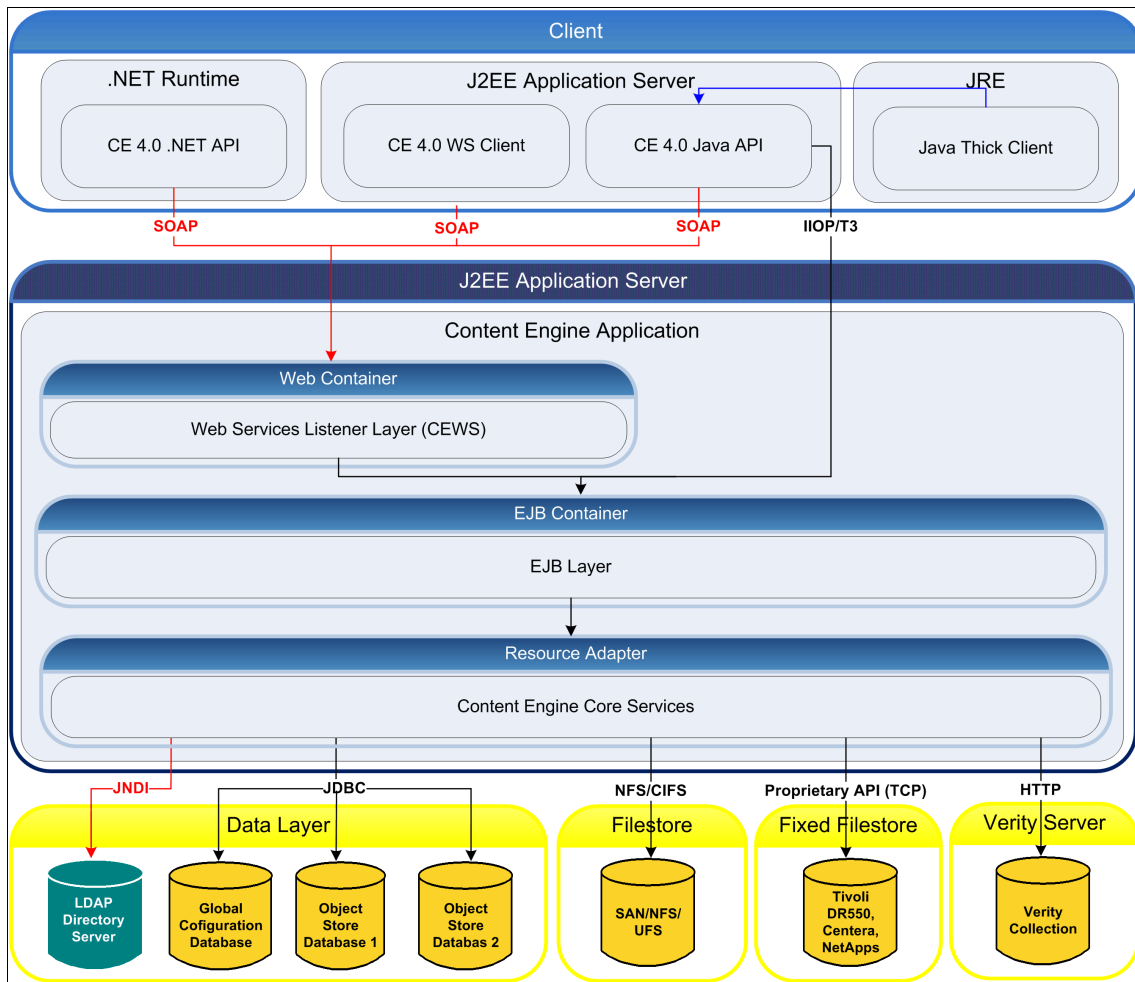 Client
.NET Runtime
J2EE Application Server
JRE
CE 4.0 .NET API
CE 4.0 WS Client
CE 4.0 Java API
Java Thick Client
SOAP
SOAP
SOAP
IIOP/T3
J2EE Application Server
Content Engine Application
Web Container
Web Services Listener Layer (CEWS)
EJB Container
EJB Layer
Resource Adapter
Content Engine Core Services
JNDI
JDBC
NFS/CIFS
Proprietary API (TCP)
HTTP
Data Layer
Filestore
Fixed Filestore
Verity Server
LDAP
Directory
Server
Global
Cofiguration
Database
Object
Store
Database 1
Object
Store
Databas 2
SAN/NFS/
UFS
Tivoli
DR550,
Centera,
NetApps
Verity
Collection